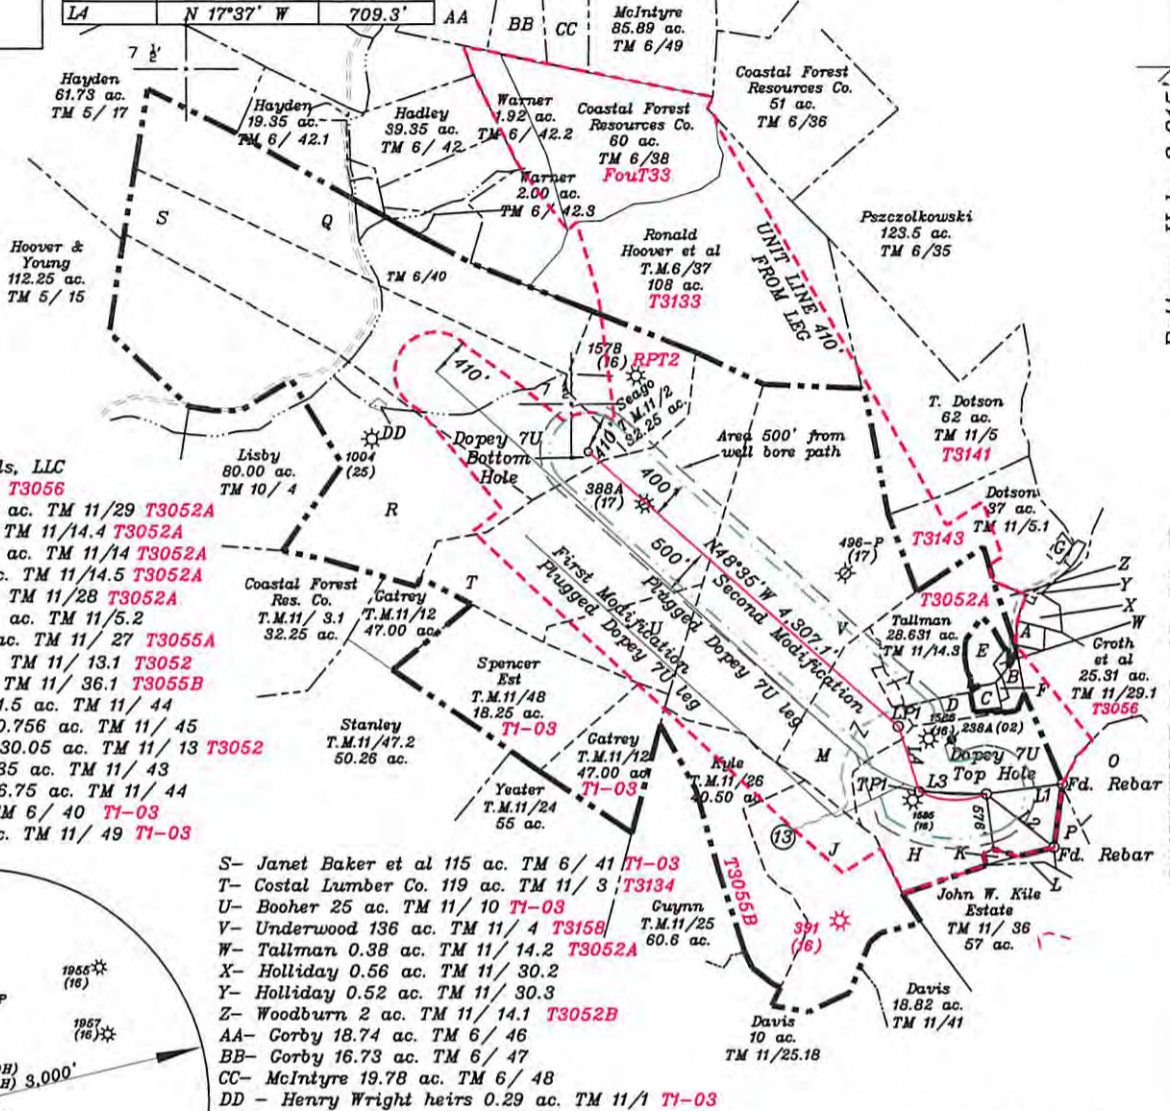 L4 N 17°37' W 709.3'
AA
BB
CC
McIntyre
85.89 ac.
TM 6/49
7 ½'
Hayden
61.73 ac.
TM 5/ 17
Hayden
19.35 ac.
TM 6/ 42.1
Hadley
39.35 ac.
TM 6/ 42
Warner
1.92 ac.
TM 6/ 42.2
Coastal Forest
Resources Co.
60 ac.
TM 6/38
FouT33
Coastal Forest
Resources Co.
51 ac.
TM 6/36
Warner
2.00 ac.
TM 6/ 42.3
S
Q
Hoover &
Young
112.25 ac.
TM 5/ 15
TM 6/40
Ronald
Hoover et al
T.M.6/37
108 ac.
T3133
UNIT LINE 410'
FROM LEG
Pszczolkowski
123.5 ac.
TM 6/35
1578
(16)
RPT2
410'
Seago
T.M.11/2
32.25 ac.
410'
T. Dotson
62 ac.
TM 11/5
T3141
DD
1004
(25)
Dopey 7U
Bottom
Hole
Area 500' from
well bore path
Lisby
80.00 ac.
TM 10/ 4
R
388A
(17)
400'
Dotson
37 ac.
TM 11/5.1
T3143
G
496-P
(17)
500'
N48°35'W 4,307.1'
Second Modification
Plugged Dopey 7U leg
First Modification
Plugged Dopey 7U leg
ls, LLC
T3056
ac. TM 11/29 T3052A
TM 11/14.4 T3052A
ac. TM 11/14 T3052A
c. TM 11/14.5 T3052A
TM 11/28 T3052A
ac. TM 11/5.2
ac. TM 11/ 27 T3055A
TM 11/ 13.1 T3052
TM 11/ 36.1 T3055B
1.5 ac. TM 11/ 44
0.756 ac. TM 11/ 45
30.05 ac. TM 11/ 13 T3052
35 ac. TM 11/ 43
6.75 ac. TM 11/ 44
TM 6/ 40 T1-03
c. TM 11/ 49 T1-03
Coastal Forest
Res. Co.
T.M.11/ 3.1
32.25 ac.
Gatrey
T.M.11/12
47.00 ac.
T
U
V
T3052A
Tallman
28.631 ac.
TM 11/14.3
E
A
B
C
D
F
Z
Y
X
W
Groth
et al
25.31 ac.
TM 11/29.1
T3056
Spencer
Est
T.M.11/48
18.25 ac.
T1-03
Stanley
T.M.11/47.2
50.26 ac.
Gatrey
T.M.11/12
47.00 ac.
T1-03
Yeater
T.M.11/24
55 ac.
Kyle
T.M.11/26
40.50 ac
M
LP1
(16)
238A(02)
L4
Dopey 7U
Top Hole
TP1
L3
(16)
L1
O
Fd. Rebar
P
Fd. Rebar
13
J
H
K
L
T3055B
391
(16)
Guynn
T.M.11/25
60.6 ac.
John W. Kile
Estate
TM 11/ 36
57 ac.
Davis
18.82 ac.
TM 11/41
Davis
10 ac.
TM 11/25.18
S- Janet Baker et al 115 ac. TM 6/ 41 T1-03
T- Costal Lumber Co. 119 ac. TM 11/ 3 T3134
U- Booher 25 ac. TM 11/ 10 T1-03
V- Underwood 136 ac. TM 11/ 4 T3158
W- Tallman 0.38 ac. TM 11/ 14.2 T3052A
X- Holliday 0.56 ac. TM 11/ 30.2
Y- Holliday 0.52 ac. TM 11/ 30.3
Z- Woodburn 2 ac. TM 11/ 14.1 T3052B
AA- Gorby 18.74 ac. TM 6/ 46
BB- Gorby 16.73 ac. TM 6/ 47
CC- McIntyre 19.78 ac. TM 6/ 48
DD - Henry Wright heirs 0.29 ac. TM 11/1 T1-03
(16)
1957
(16)
H) 3,000'